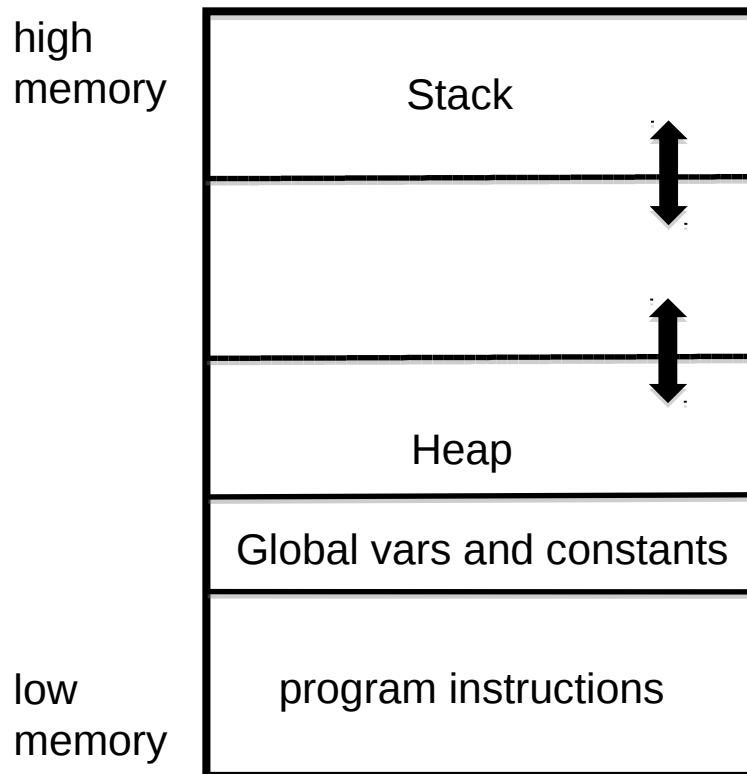 high
memory
Stack
Heap
Global vars and constants
program instructions
low
memory